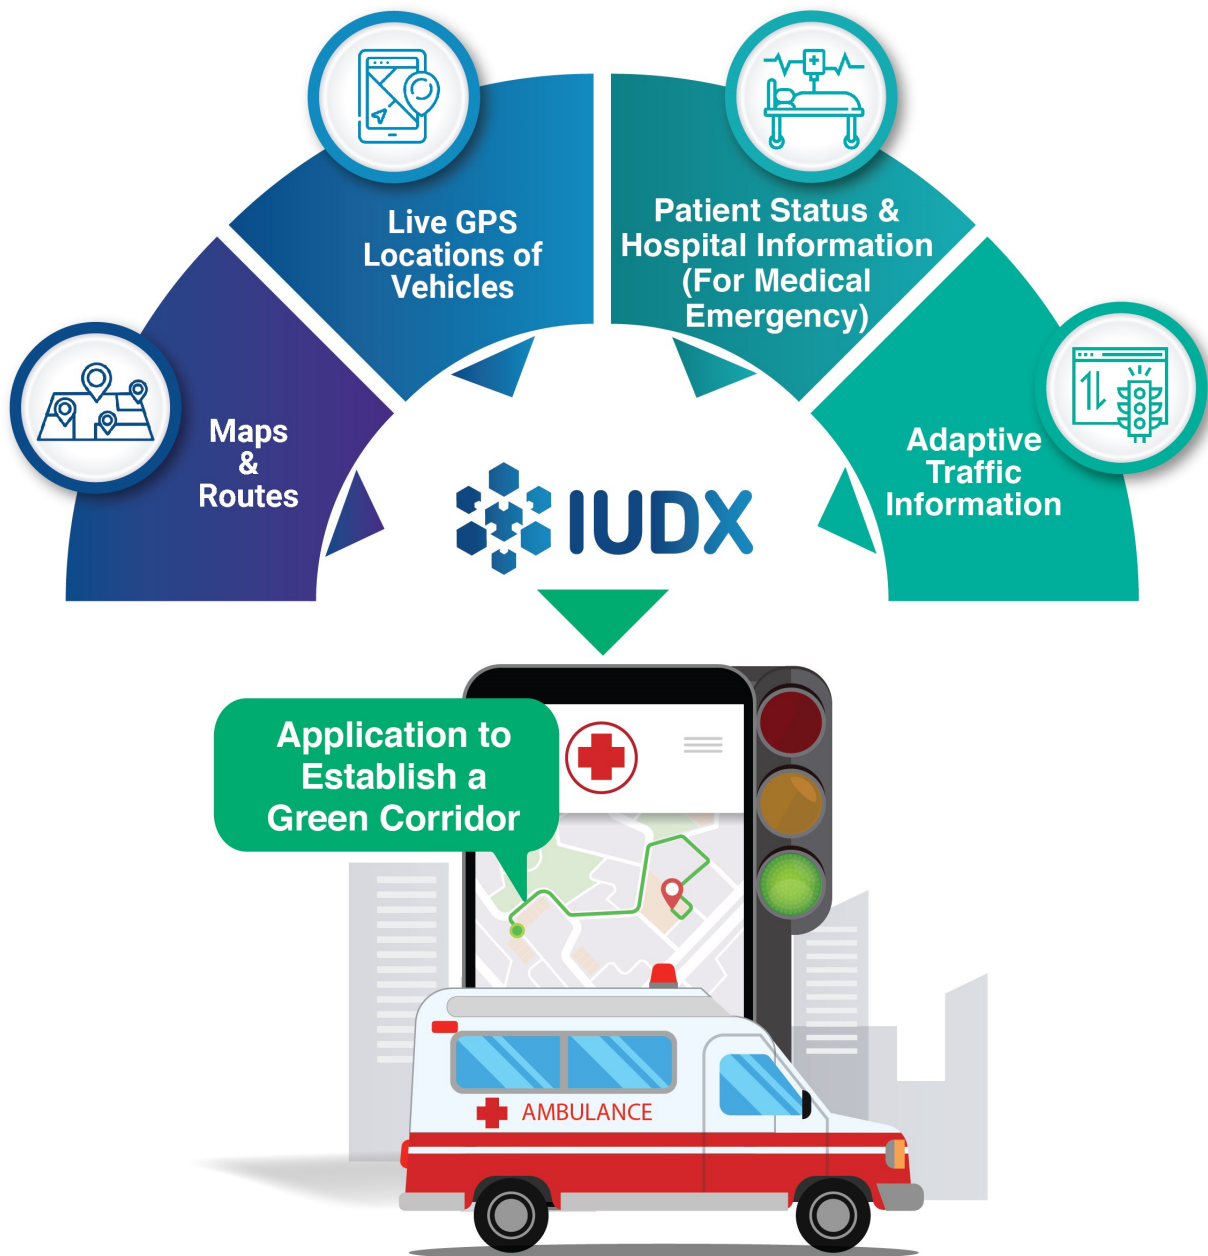 Live GPS
Locations of
Vehicles
Patient Status &
Hospital Information
(For Medical
Emergency)
Maps
&
Routes
Adaptive
Traffic
Information
IUDX
Application to
Establish a
Green Corridor
AMBULANCE